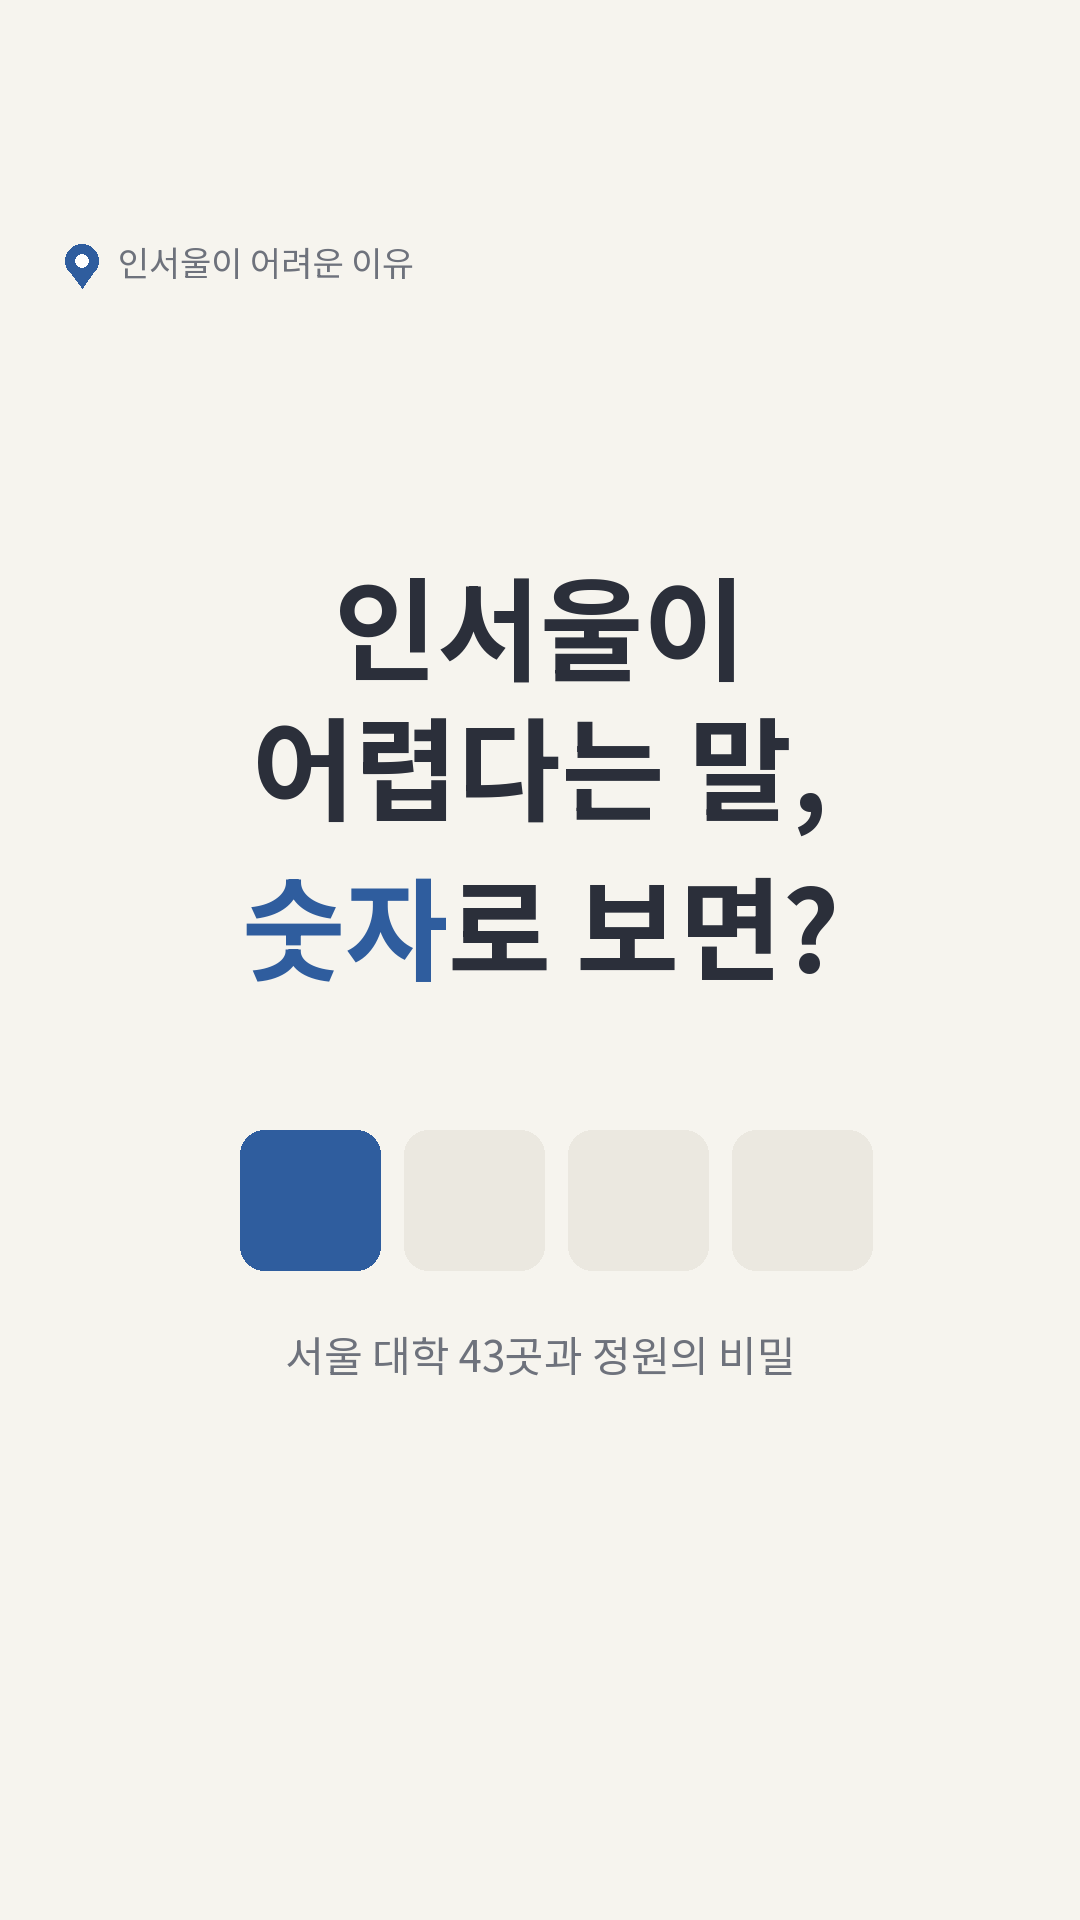 인서울이 어려운 이유
인서울이
어렵다는 말,
숫자로 보면?
서울 대학 43곳과 정원의 비밀